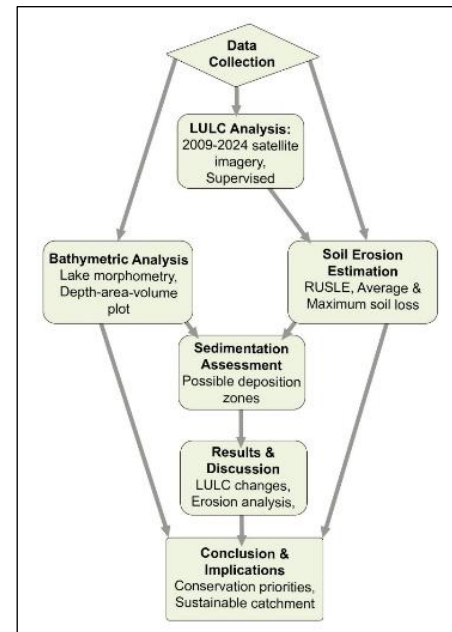 Data
Collection
LULC Analysis:
2009-2024 satellite
imagery,
Supervised
Bathymetric Analysis
Lake morphometry,
Depth-area-volume
plot
Soil Erosion
Estimation
RUSLE, Average &
Maximum soil loss
Sedimentation
Assessment
Possible deposition
zones
Results &
Discussion
LULC changes,
Erosion analysis,
Conclusion &
Implications
Conservation priorities,
Sustainable catchment